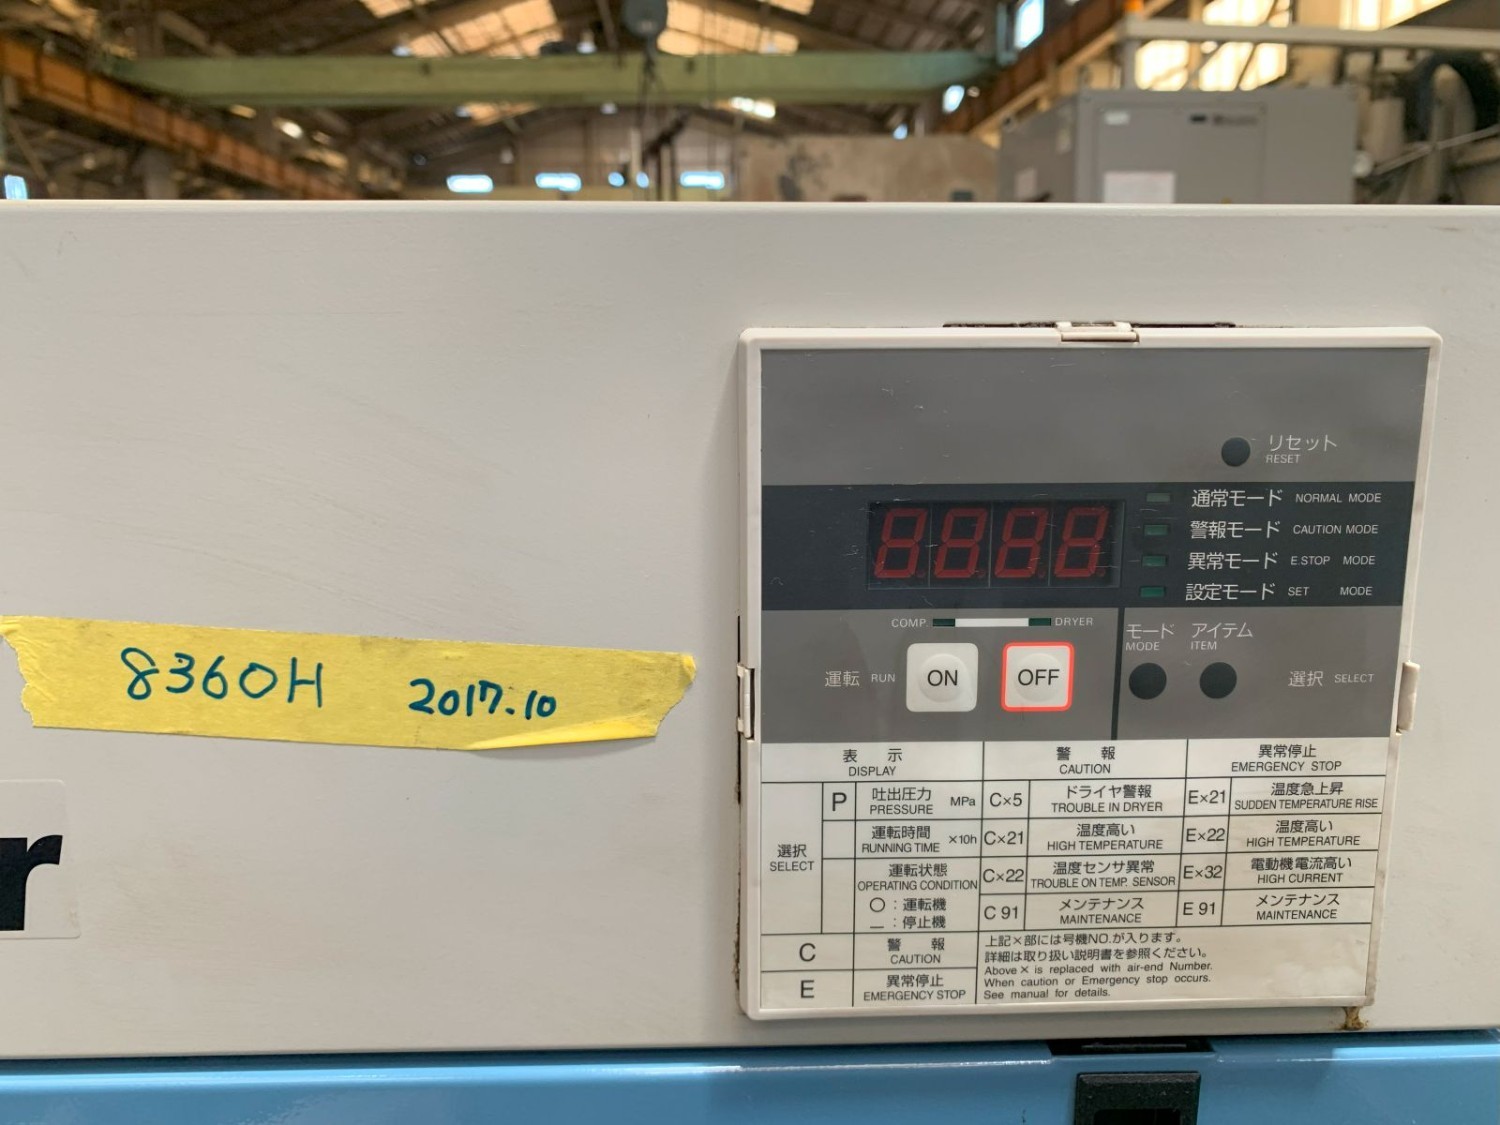 リセット
RESET
通常モード NORMAL MODE
警報モード CAUTION MODE
異常モード E.STOP MODE
設定モード SET MODE
8888
COMP. DRYER
運転 RUN ON OFF
モード アイテム
MODE ITEM
選択 SELECT
8360H 2017.10
r
表 示 警 報 異常停止
DISPLAY CAUTION EMERGENCY STOP
選択
SELECT
P 吐出圧力 MPa
PRESSURE
運転時間 ×10h
RUNNING TIME
運転状態
OPERATING CONDITION
○：運転機
－：停止機
C×5 ドライヤ警報
TROUBLE IN DRYER
C×21 温度高い
HIGH TEMPERATURE
C×22 温度センサ異常
TROUBLE ON TEMP. SENSOR
C 91 メンテナンス
MAINTENANCE
E×21 温度急上昇
SUDDEN TEMPERATURE RISE
E×22 温度高い
HIGH TEMPERATURE
E×32 電動機電流高い
HIGH CURRENT
E 91 メンテナンス
MAINTENANCE
C 警 報
CAUTION
E 異常停止
EMERGENCY STOP
上記×部には号機NO.が入ります。
詳細は取り扱い説明書を参照ください。
Above × is replaced with air-end Number.
When caution or Emergency stop occurs.
See manual for details.